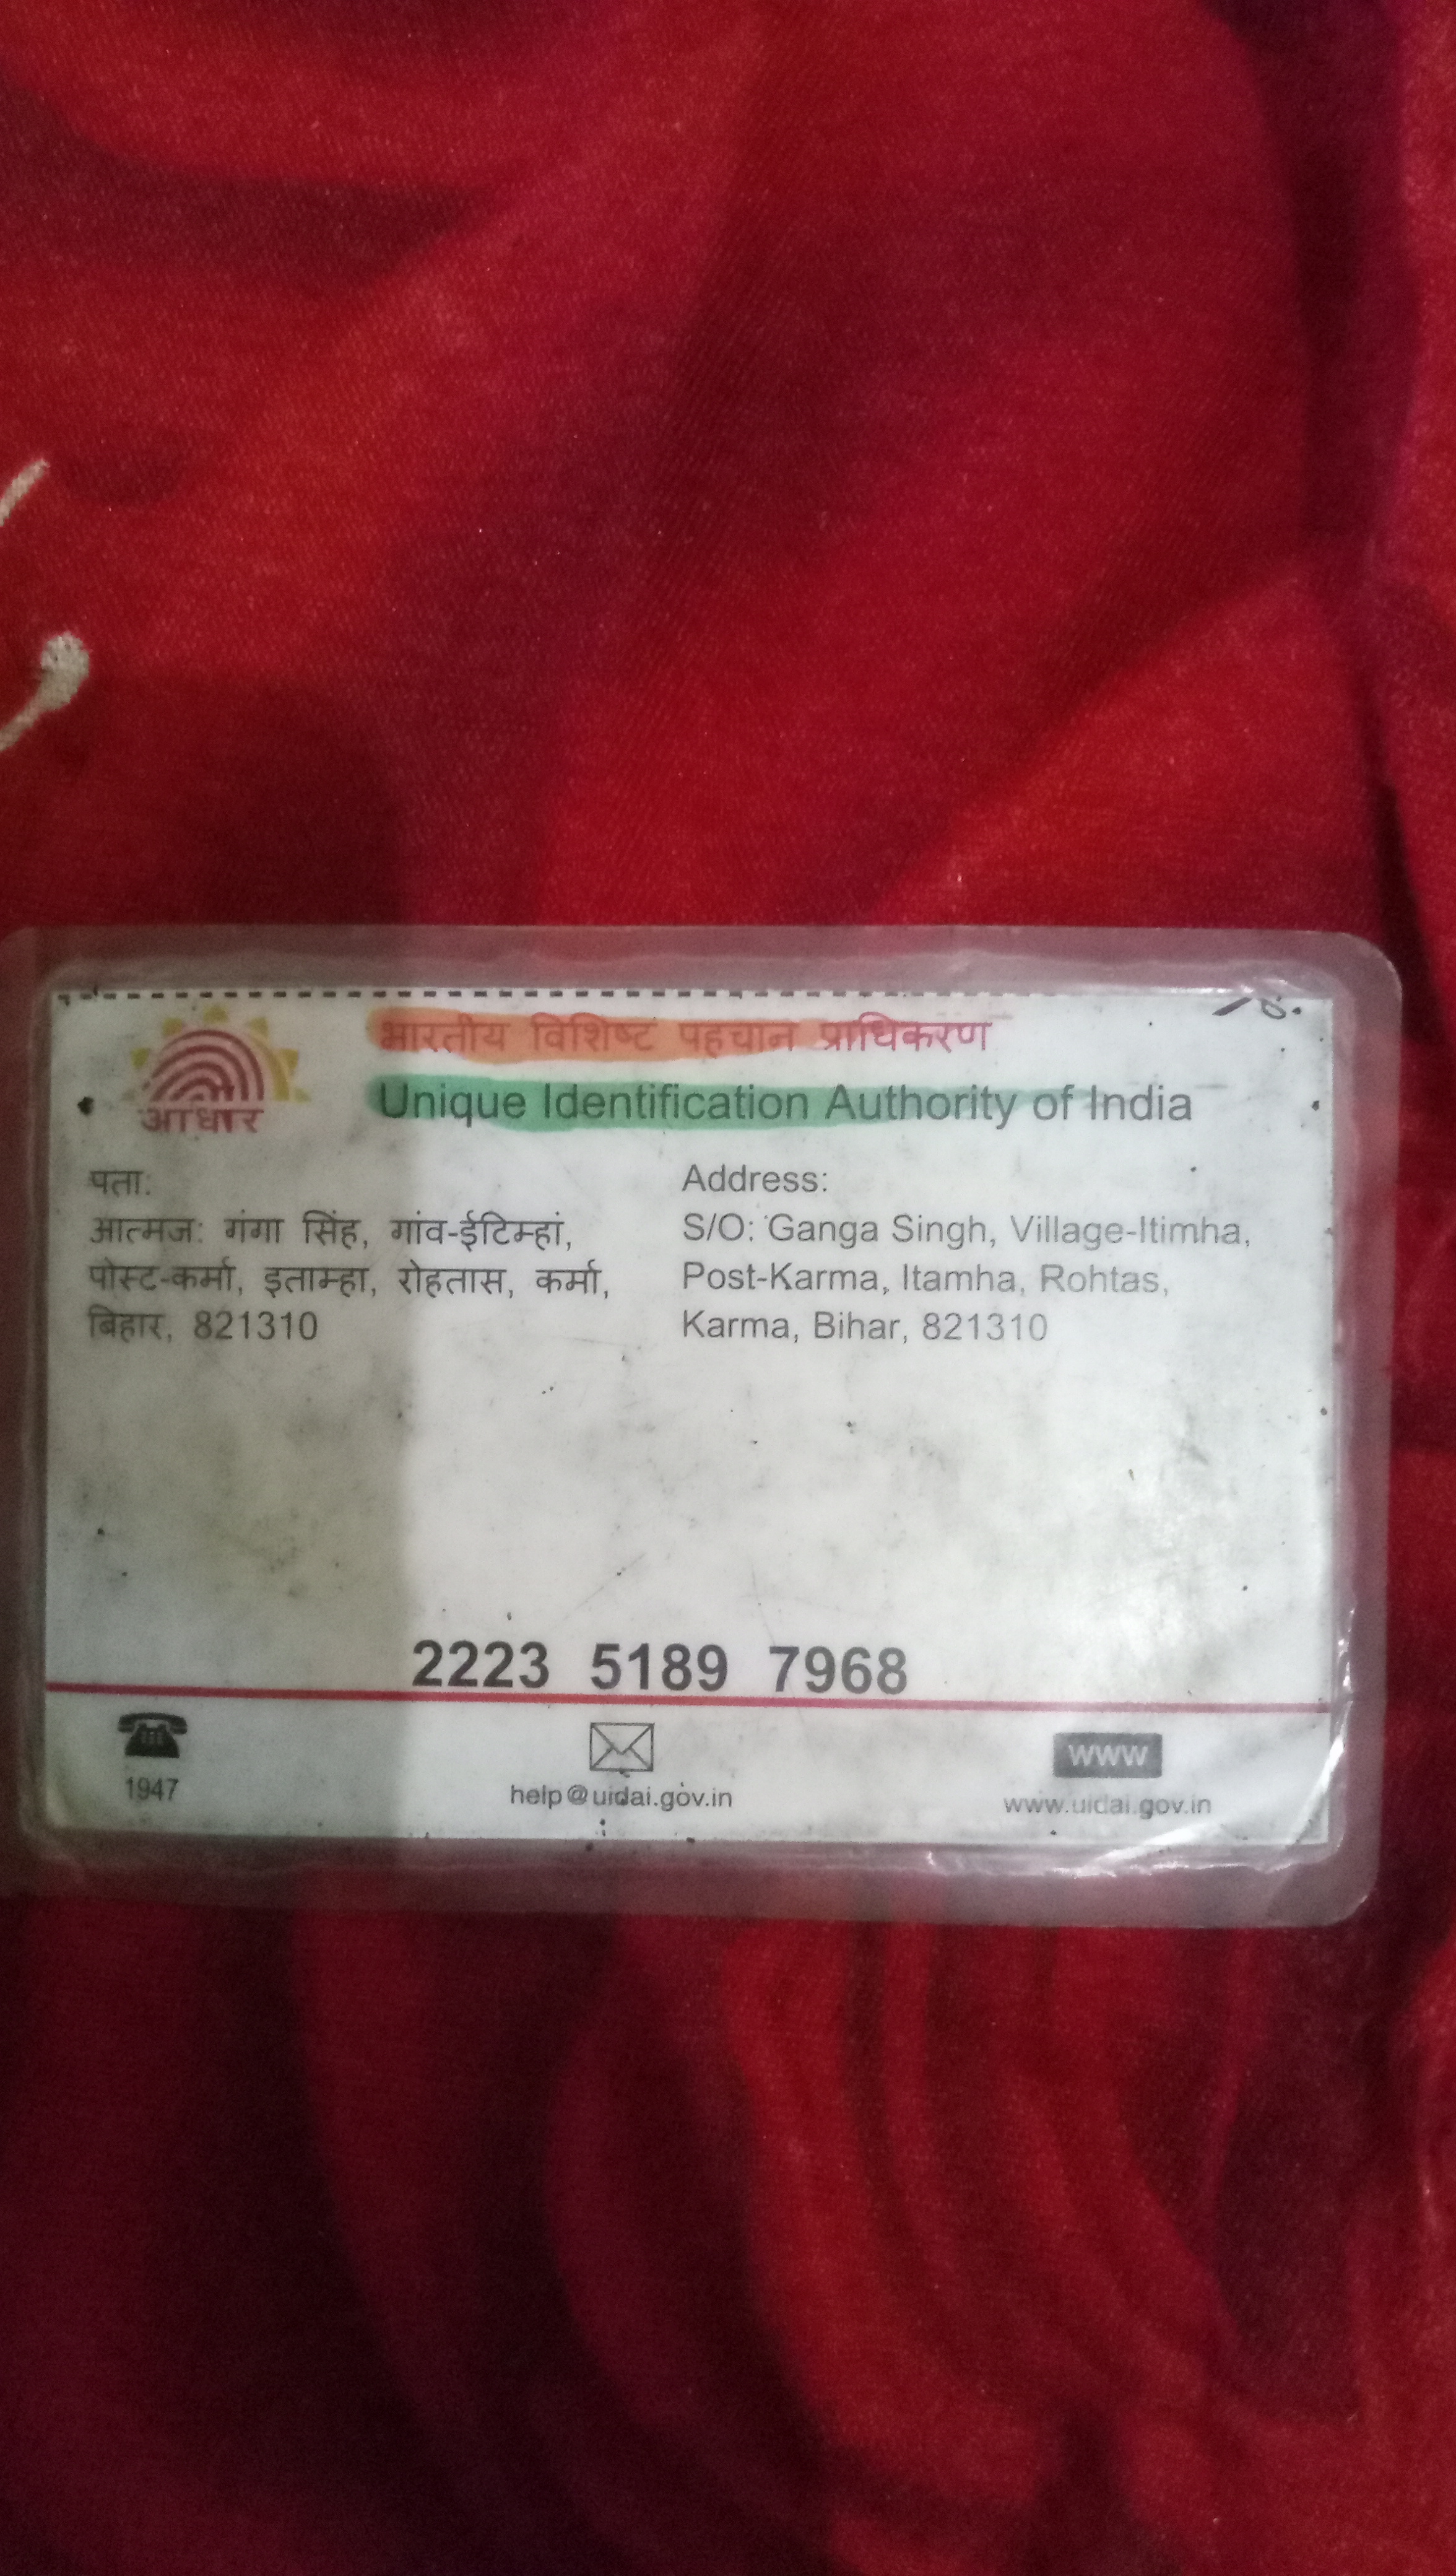 भारतीय विशिष्ट पहचान प्राधिकरण
Unique Identification Authority of India
आधार
पता:
आत्मज: गंगा सिंह, गांव-ईटिम्हां,
पोस्ट-कर्मा, इताम्हा, रोहतास, कर्मा,
बिहार, 821310
Address:
S/O: Ganga Singh, Village-Itimha,
Post-Karma, Itamha, Rohtas,
Karma, Bihar, 821310
2223 5189 7968
1947
help@uidai.gov.in
www
www.uidai.gov.in